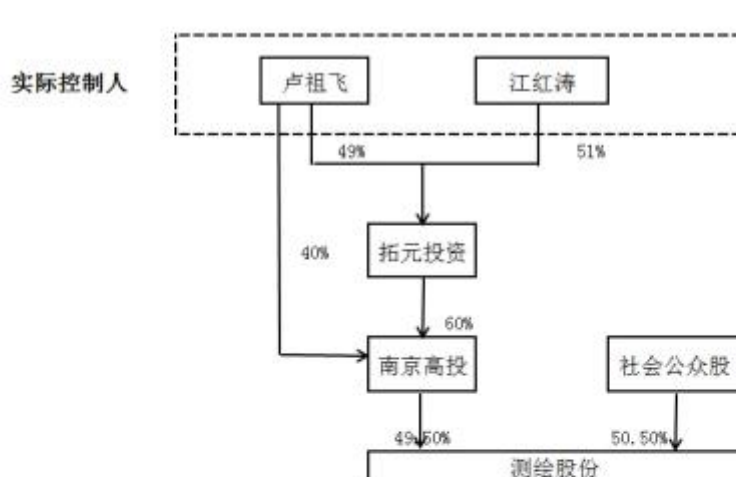 实际控制人
卢祖飞
江红涛
49%
51%
40%
拓元投资
60%
南京高投
社会公众股
49.50%
50.50%
测绘股份